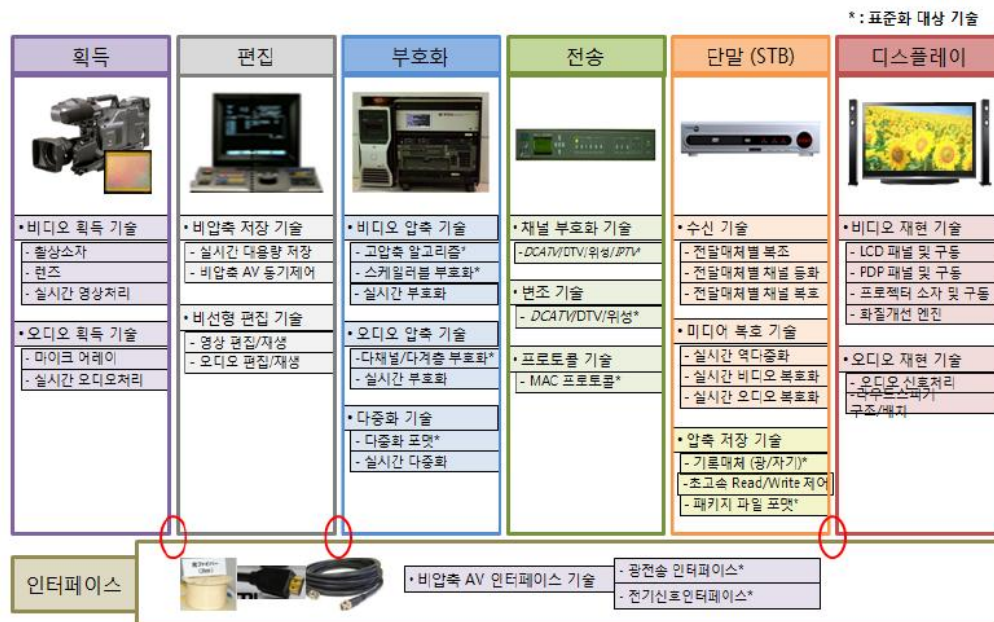 * : 표준화 대상 기술
획득
• 비디오 획득 기술
- 촬상소자
- 렌즈
- 실시간 영상처리
• 오디오 획득 기술
- 마이크 어레이
- 실시간 오디오처리
편집
• 비압축 저장 기술
- 실시간 대용량 저장
- 비압축 AV 동기제어
• 비선형 편집 기술
- 영상 편집/재생
- 오디오 편집/재생
부호화
• 비디오 압축 기술
- 고압축 알고리즘*
- 스케일러블 부호화*
- 실시간 부호화
• 오디오 압축 기술
-다채널/다계층 부호화*
- 실시간 부호화
• 다중화 기술
- 다중화 포맷*
- 실시간 다중화
전송
• 채널 부호화 기술
-DCATV/DTV/위성/IPTV*
• 변조 기술
- DCATV/DTV/위성*
• 프로토콜 기술
- MAC 프로토콜*
단말 (STB)
• 수신 기술
- 전달매체별 복조
- 전달매체별 채널 등화
- 전달매체별 채널 복호
• 미디어 복호 기술
- 실시간 역다중화
- 실시간 비디오 복호화
- 실시간 오디오 복호화
• 압축 저장 기술
- 기록매체 (광/자기)*
-초고속 Read/Write 제어
- 패키지 파일 포맷*
디스플레이
• 비디오 재현 기술
- LCD 패널 및 구동
- PDP 패널 및 구동
- 프로젝터 소자 및 구동
- 화질개선 엔진
• 오디오 재현 기술
- 오디오 신호처리
-라우드스피커
구조/배치
인터페이스
• 비압축 AV 인터페이스 기술
- 광전송 인터페이스*
- 전기신호인터페이스*